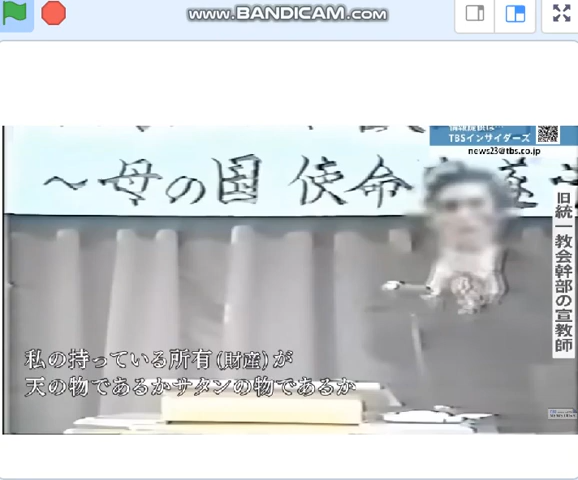 www.BANDICAM.com
TBSインサイダーズ
news23@tbs.co.jp
～母の国 使命
旧統一教会幹部の宣教師
私の持っている所有(財産)が
天の物であるかサタンの物であるか